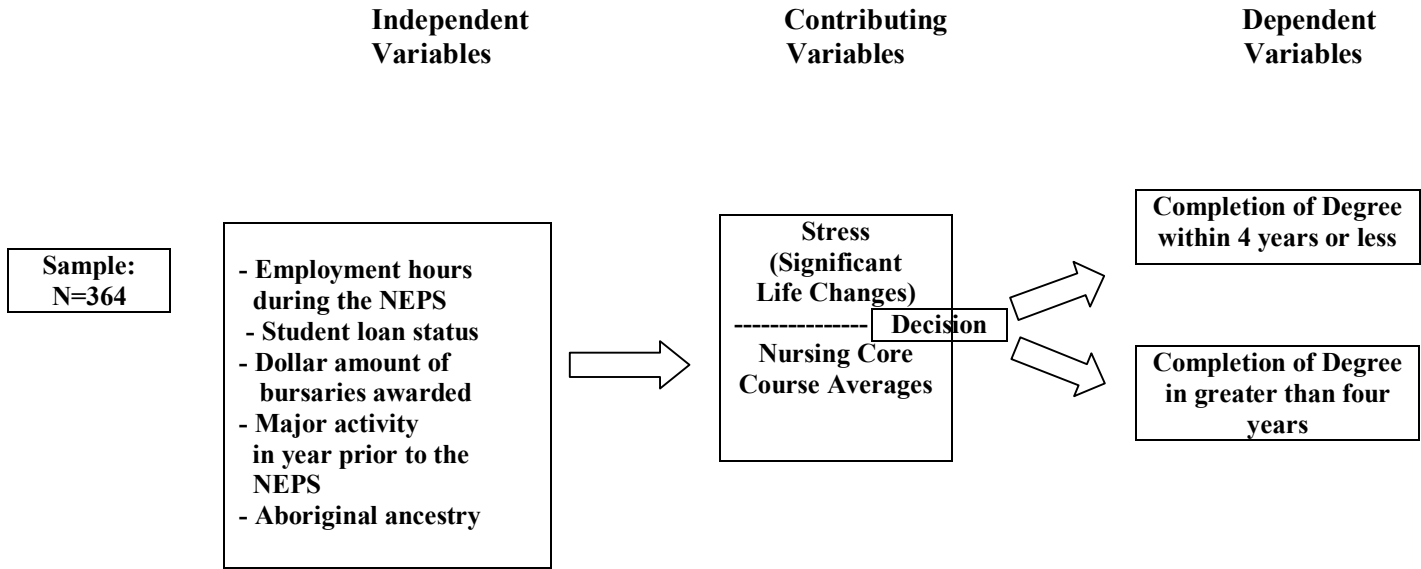 Independent
Variables
Contributing
Variables
Dependent
Variables
Sample:
N=364
- Employment hours
during the NEPS
- Student loan status
- Dollar amount of
bursaries awarded
- Major activity
in year prior to the
NEPS
- Aboriginal ancestry
Stress
(Significant
Life Changes)
---------------
Decision
Nursing Core
Course Averages
Completion of Degree
within 4 years or less
Completion of Degree
in greater than four
years